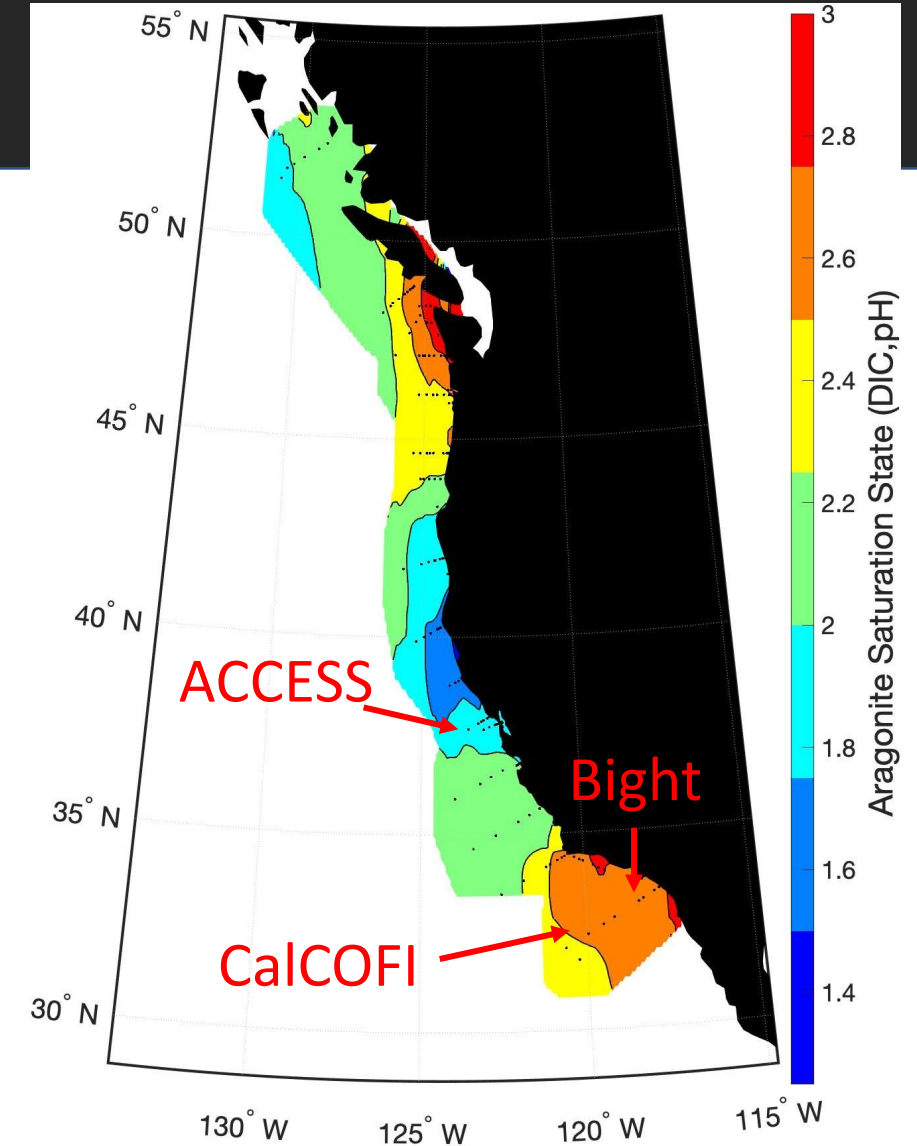 55° N
50° N
45° N
40° N
35° N
30° N
130° W
125° W
120° W
115° W
ACCESS
Bight
CalCOFI
3
2.8
2.6
2.4
2.2
2
1.8
1.6
1.4
Aragonite Saturation State (DIC,pH)